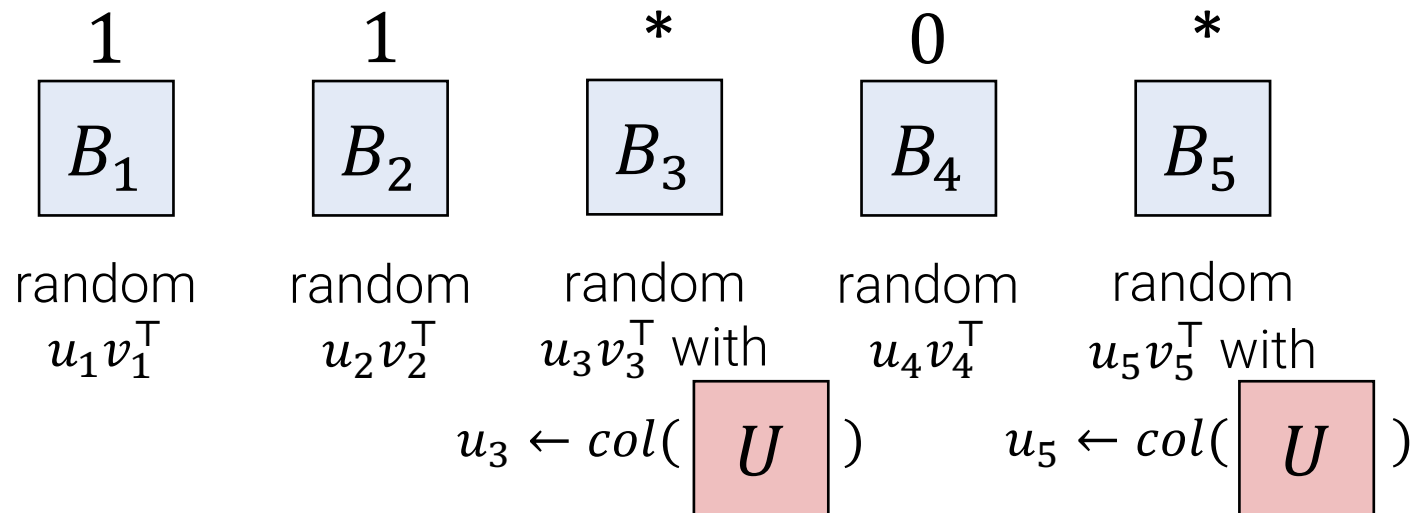 1 1 * 0 *
B₁ B₂ B₃ B₄ B₅
random random random random random
u₁v₁ᵀ u₂v₂ᵀ u₃v₃ᵀ with u₄v₄ᵀ u₅v₅ᵀ with
u₃ ← col( U ) u₅ ← col( U )